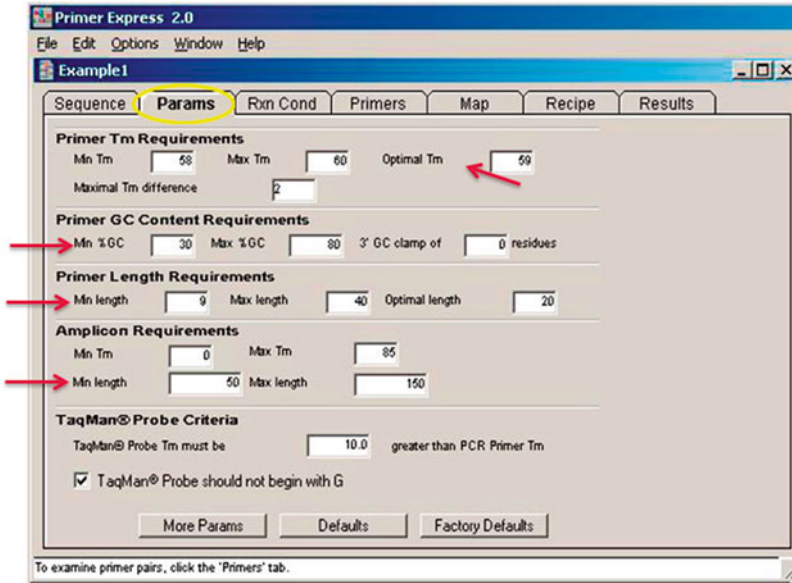 Primer Express 2.0
File Edit Options Window Help
Example1
Sequence Params Rxn Cond Primers Map Recipe Results
Primer Tm Requirements
Min Tm 58 Max Tm 60 Optimal Tm 59
Maximal Tm difference 2
Primer GC Content Requirements
Min %GC 30 Max %GC 80 3' GC clamp of 0 residues
Primer Length Requirements
Min length 9 Max length 40 Optimal length 20
Amplicon Requirements
Min Tm 0 Max Tm 85
Min length 50 Max length 150
TaqMan® Probe Criteria
TaqMan® Probe Tm must be 10.0 greater than PCR Primer Tm
TaqMan® Probe should not begin with G
More Params Defaults Factory Defaults
To examine primer pairs, click the 'Primers' tab.